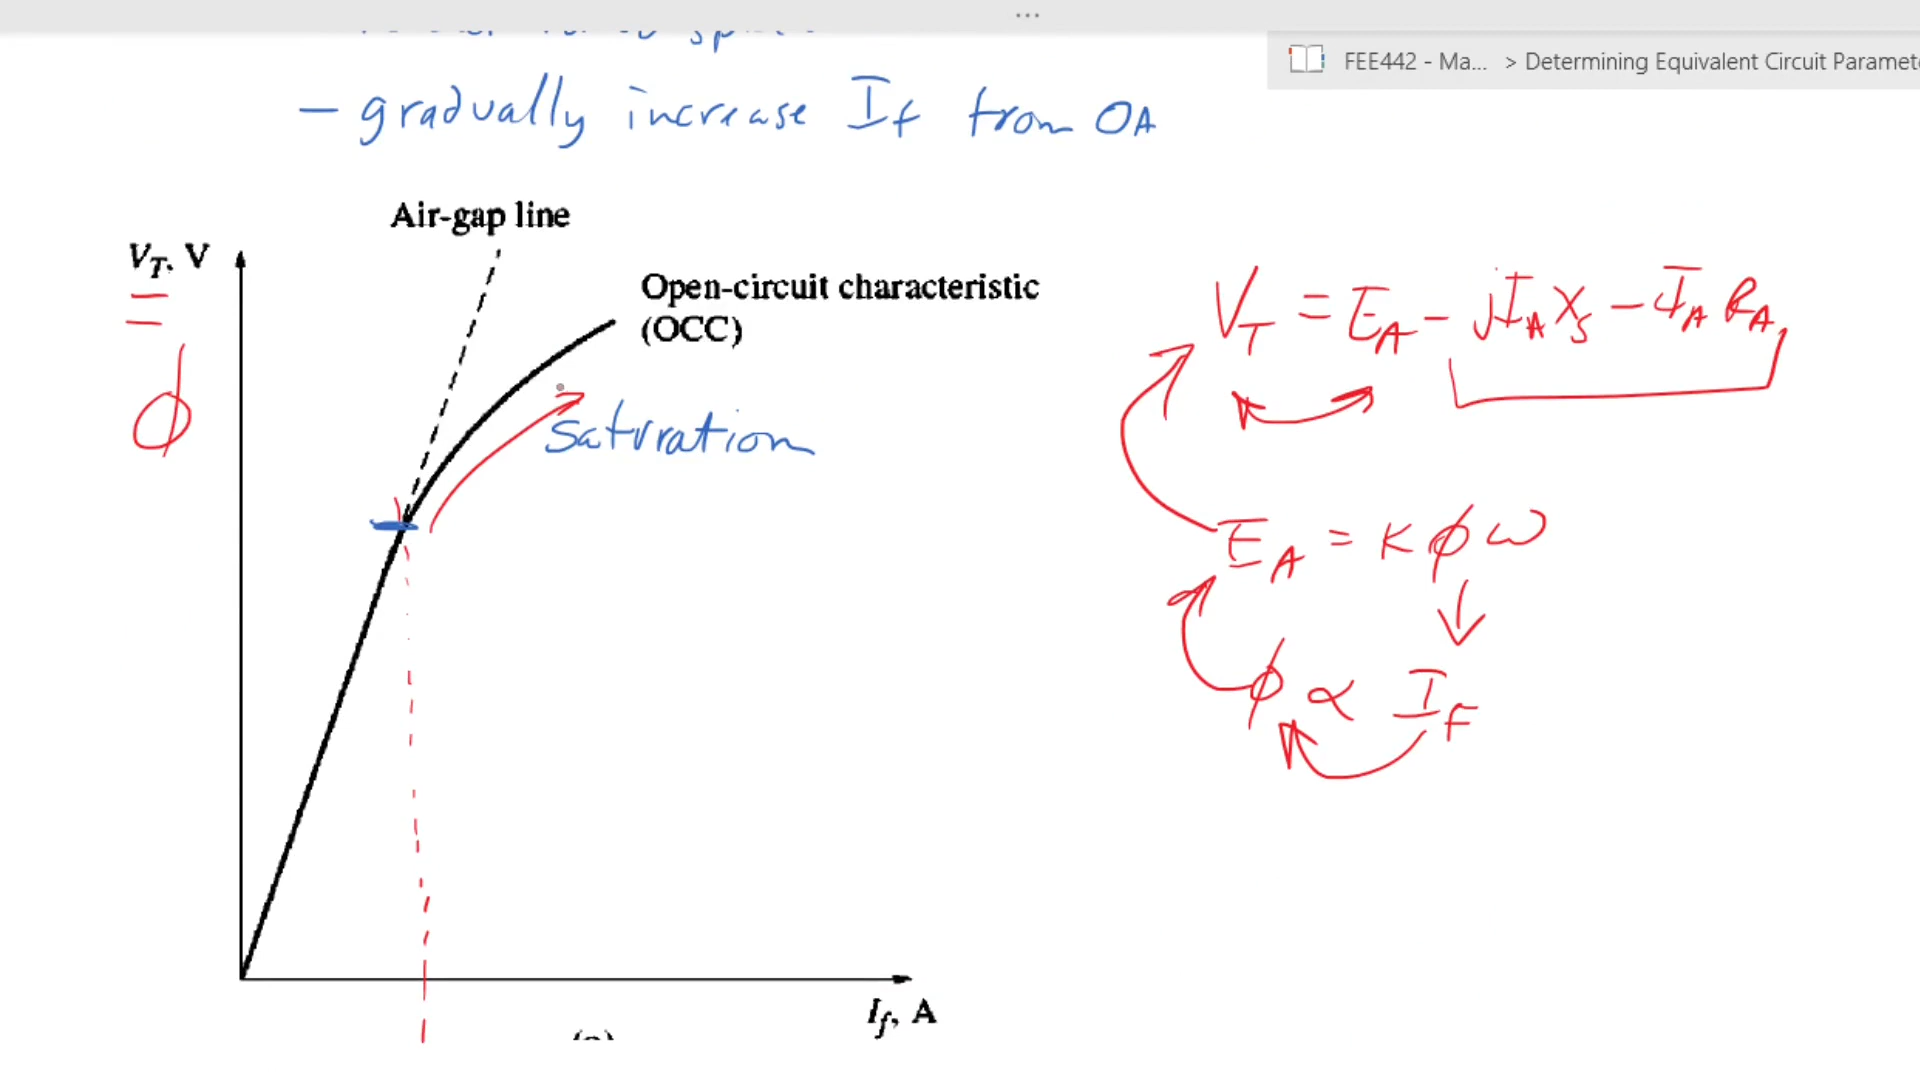 ...
FEE442 - Ma... > Determining Equivalent Circuit Paramet
— gradually increase If from 0A
Air-gap line
VT, V
Open-circuit characteristic
(OCC)
VT = EA - jIAXS - IARA
ϕ
Saturation
EA = Kϕω
ϕ ∝ IF
If, A